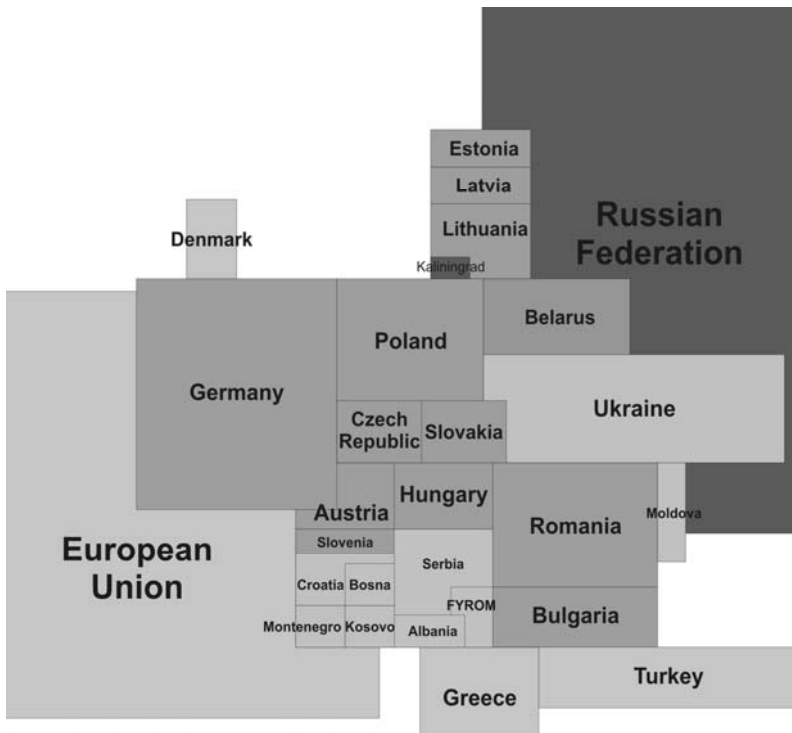 Estonia
Latvia
Lithuania
Russian
Federation
Denmark
Kaliningrad
Poland
Belarus
Germany
Ukraine
Czech
Republic
Slovakia
Hungary
Austria
Romania
Moldova
European
Union
Slovenia
Serbia
Croatia
Bosna
FYROM
Bulgaria
Montenegro
Kosovo
Albania
Greece
Turkey